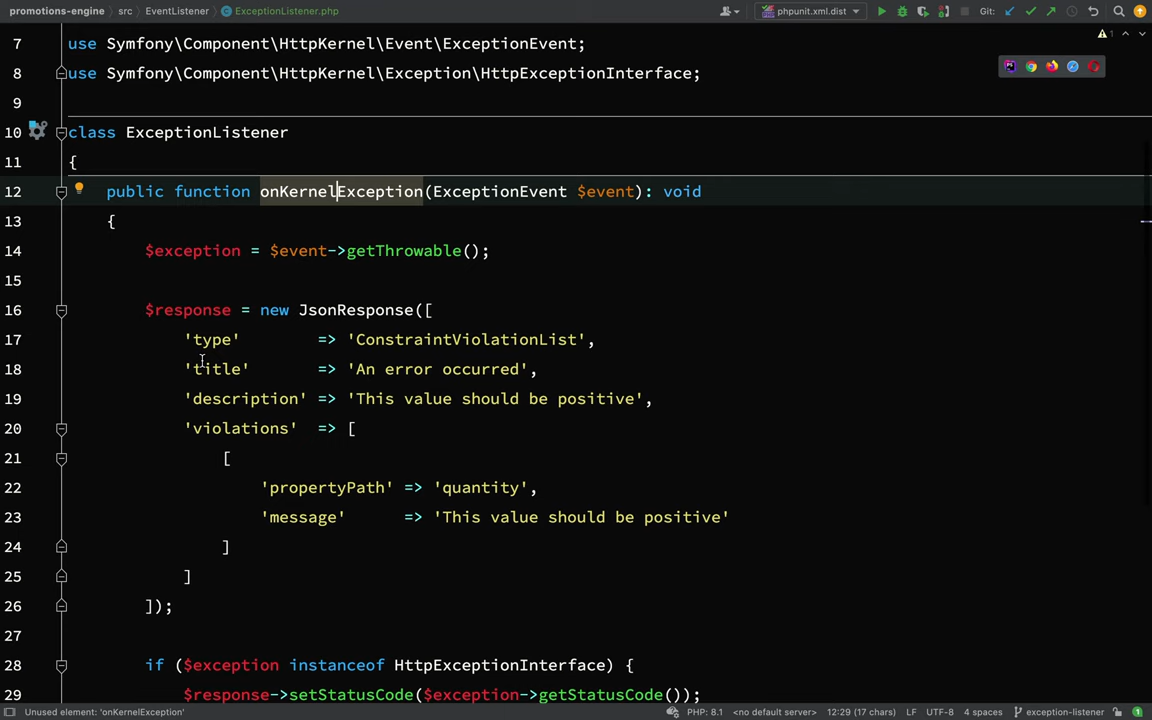 promotions-engine › src › EventListener › ExceptionListener.php
phpunit.xml.dist
Git:
7 use Symfony\Component\HttpKernel\Event\ExceptionEvent;
1
8 use Symfony\Component\HttpKernel\Exception\HttpExceptionInterface;
9
10 class ExceptionListener
11 {
12 public function onKernelException(ExceptionEvent $event): void
13 {
14 $exception = $event->getThrowable();
15
16 $response = new JsonResponse([
17 'type' => 'ConstraintViolationList',
18 'title' => 'An error occurred',
19 'description' => 'This value should be positive',
20 'violations' => [
21 [
22 'propertyPath' => 'quantity',
23 'message' => 'This value should be positive'
24 ]
25 ]
26 ]);
27
28 if ($exception instanceof HttpExceptionInterface) {
29 $response->setStatusCode($exception->getStatusCode());
Unused element: 'onKernelException' PHP: 8.1 <no default server> 12:29 (17 chars) LF UTF-8 4 spaces exception-listener 1